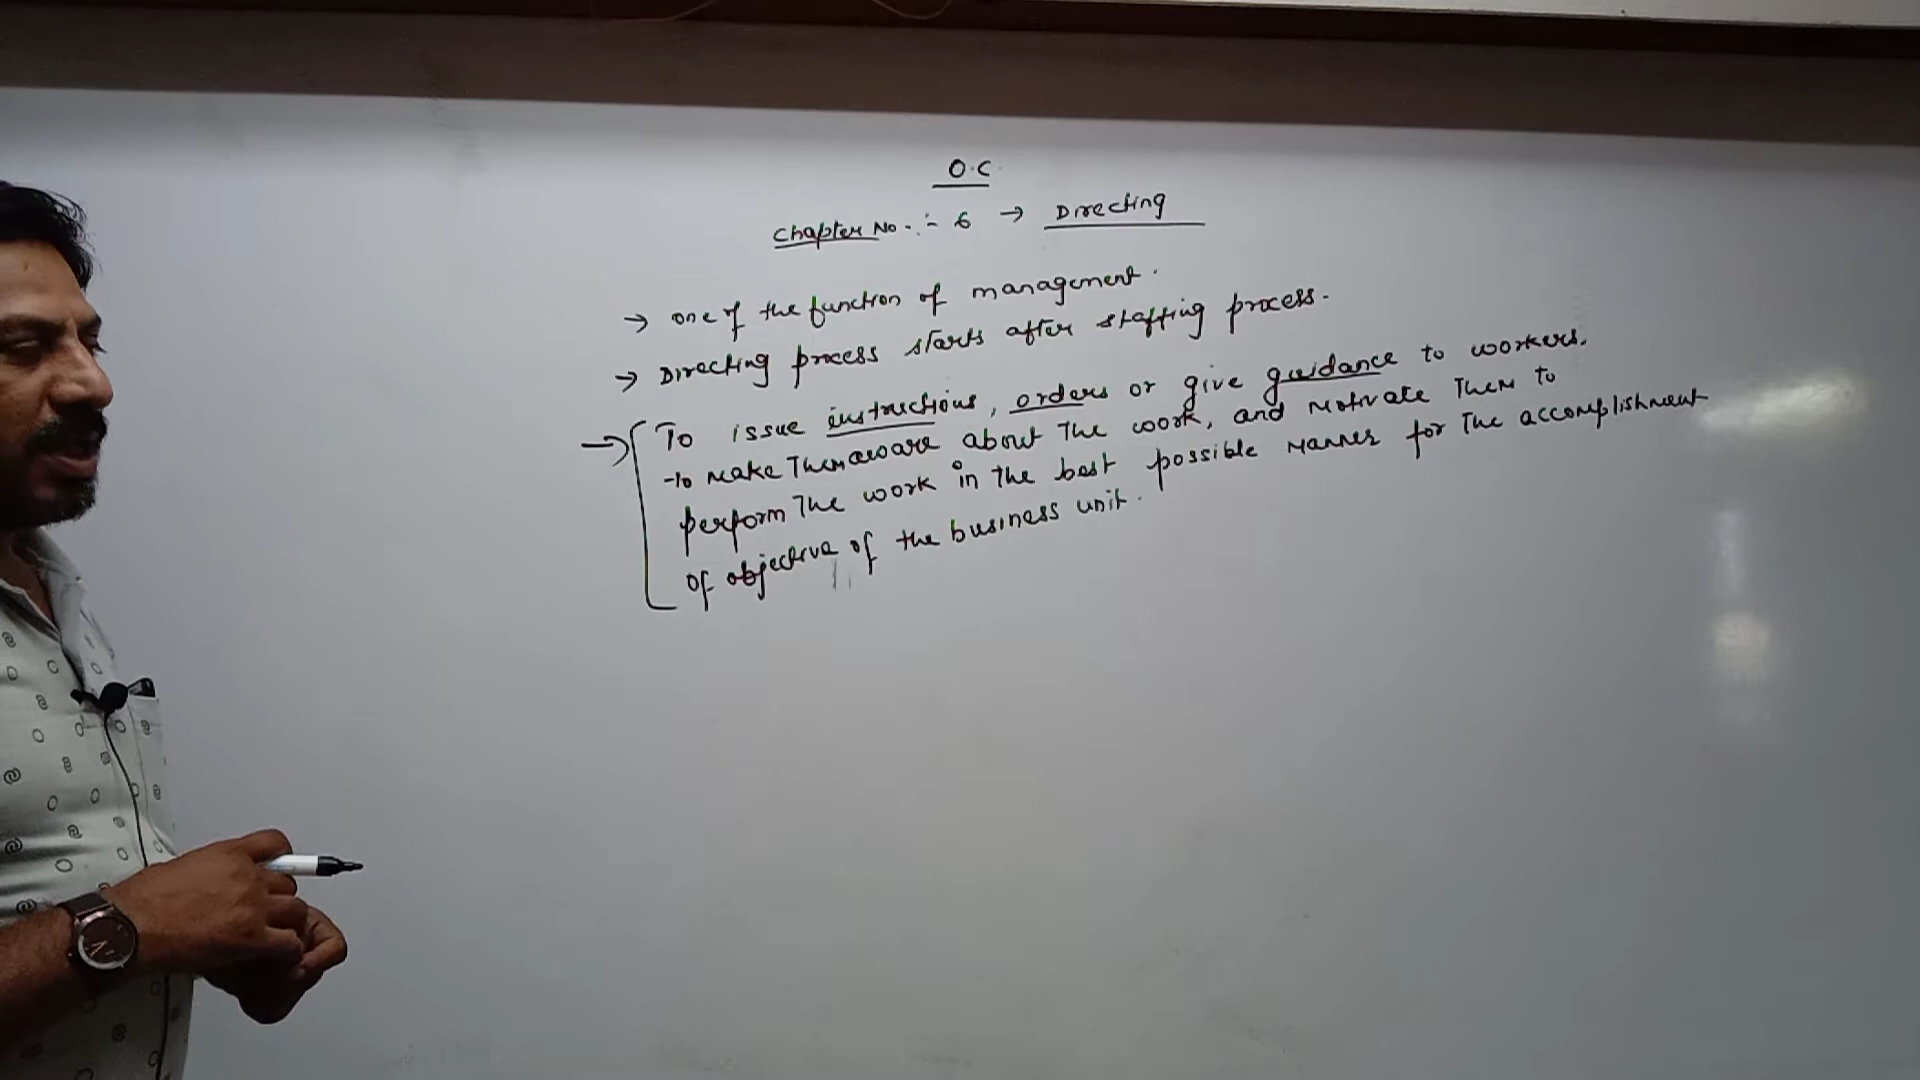 O.C
Chapter No.:- 6 → Directing
→ one of the function of management.
→ Directing process starts after staffing process.
→ To issue instructions, orders or give guidance to workers.
to make them aware about the work, and motivate them to
perform the work in the best possible manner for the accomplishment
of objective of the business unit.